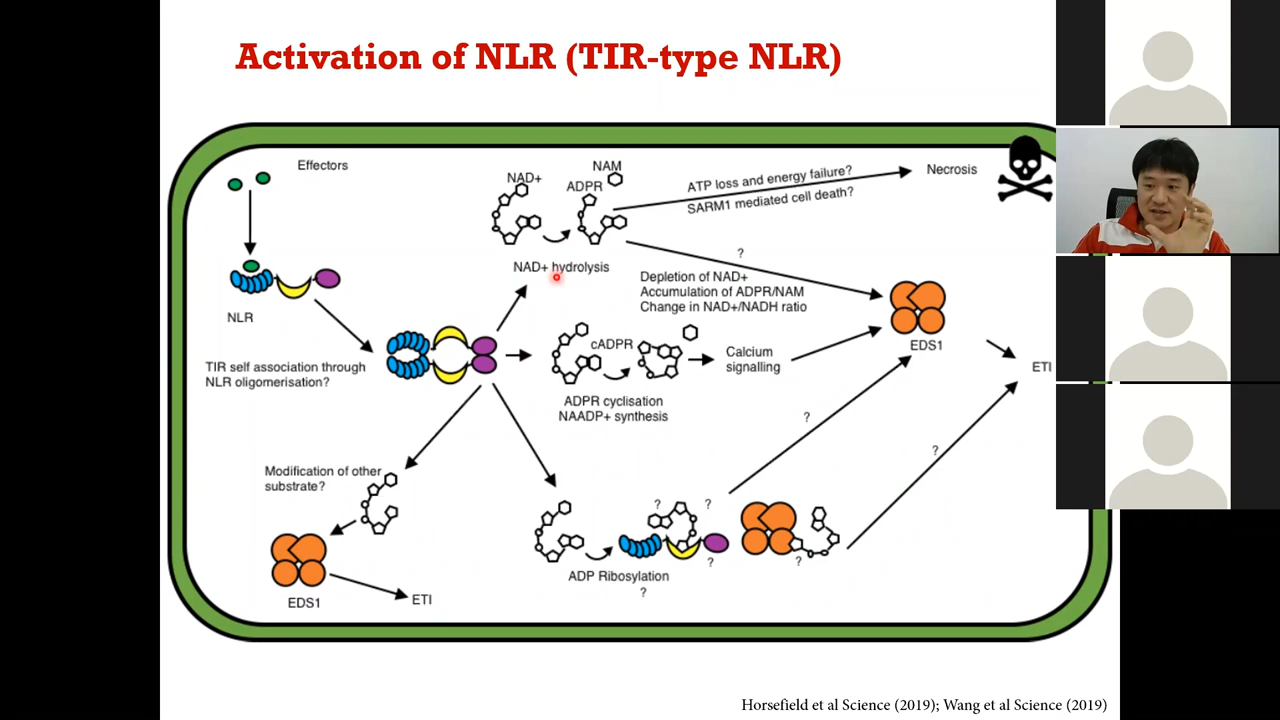 Activation of NLR (TIR-type NLR)
Effectors
NAD+
NAM
ADPR
ATP loss and energy failure?
SARM1 mediated cell death?
Necrosis
NAD+ hydrolysis
?
Depletion of NAD+
Accumulation of ADPR/NAM
Change in NAD+/NADH ratio
NLR
TIR self association through
NLR oligomerisation?
cADPR
Calcium
signalling
EDS1
ETI
ADPR cyclisation
NAADP+ synthesis
?
?
Modification of other
substrate?
?
?
?
?
ADP Ribosylation
?
EDS1
ETI
Horsefield et al Science (2019); Wang et al Science (2019)